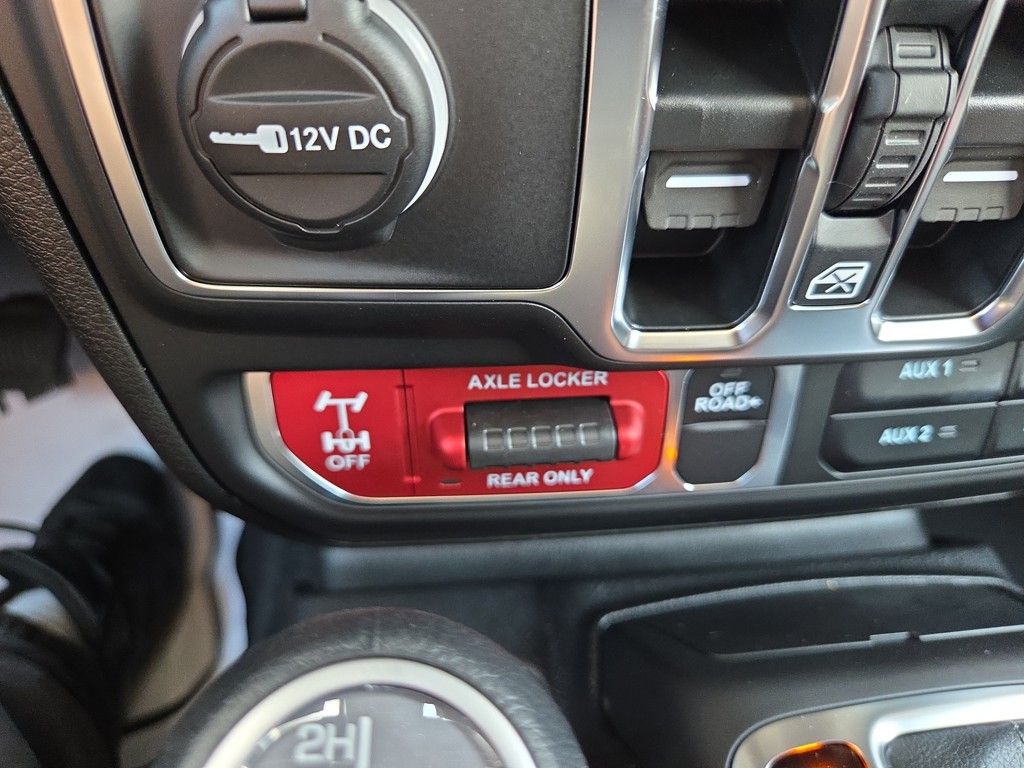 12V DC
AXLE LOCKER
OFF
REAR ONLY
OFF
ROAD+
AUX 1
AUX 2
2H